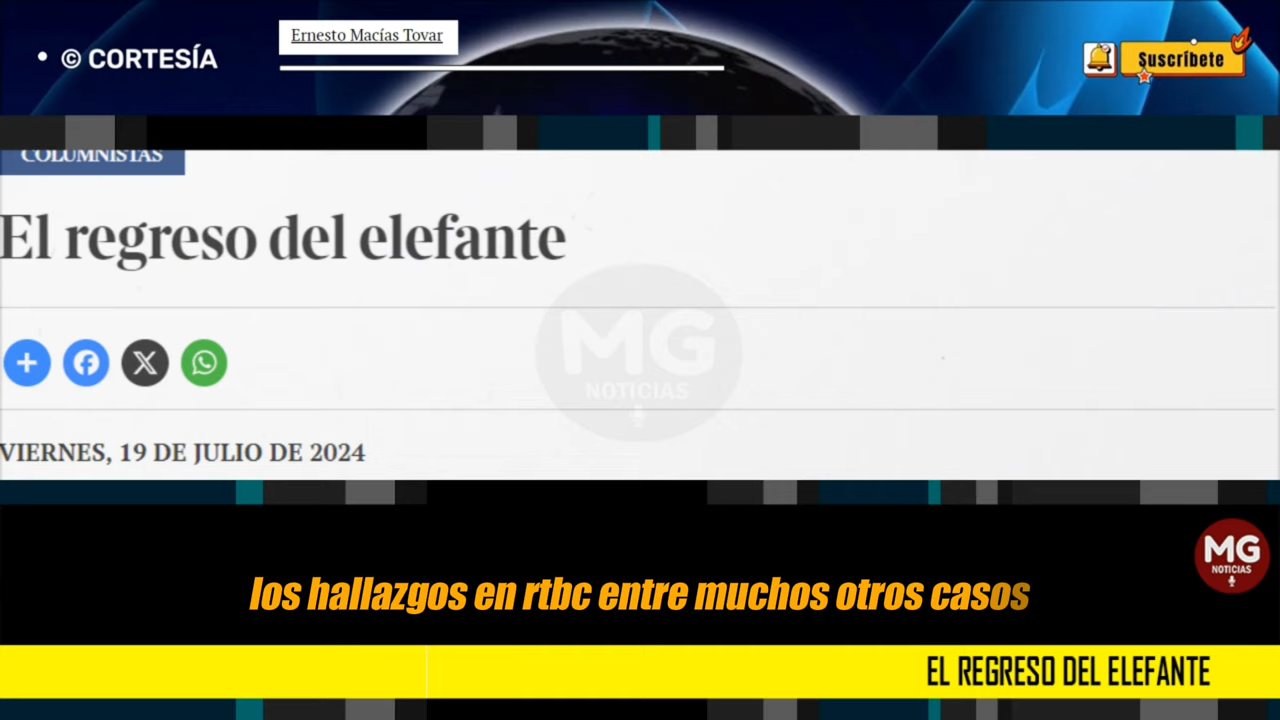 • © CORTESÍA
Ernesto Macías Tovar
Suscríbete
COLUMNISTAS
El regreso del elefante
MG
NOTICIAS
VIERNES, 19 DE JULIO DE 2024
MG
NOTICIAS
los hallazgos en rtbc entre muchos otros casos
EL REGRESO DEL ELEFANTE